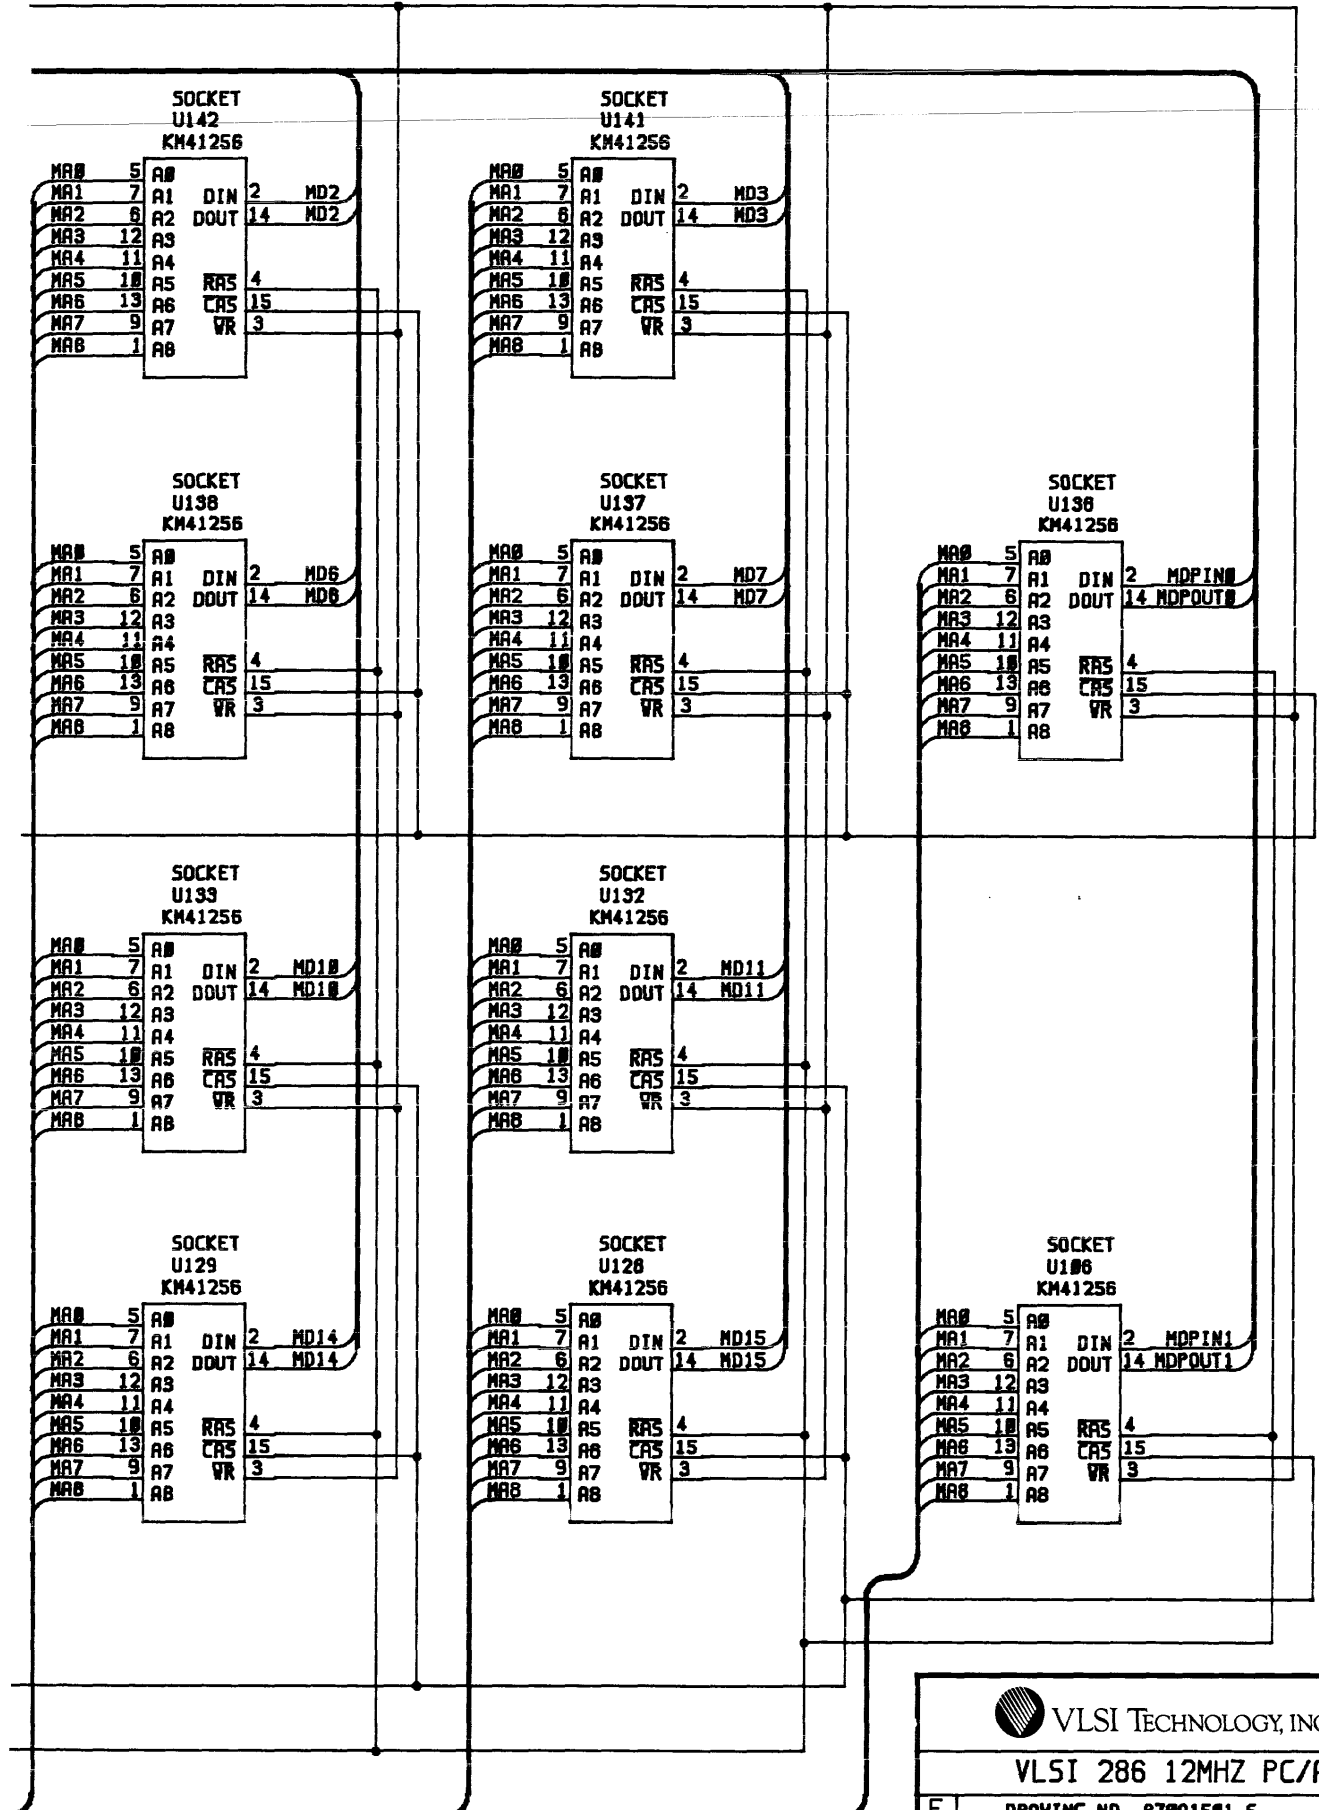 SOCKET
U142
KM41256
MA0 5 A0
MA1 7 A1 DIN 2 MD2
MA2 6 A2 DOUT 14 MD2
MA3 12 A3
MA4 11 A4
MA5 10 A5 RAS 4
MA6 13 A6 CAS 15
MA7 9 A7 WR 3
MA8 1 A8
SOCKET
U141
KM41256
MA0 5 A0
MA1 7 A1 DIN 2 MD3
MA2 6 A2 DOUT 14 MD3
MA3 12 A3
MA4 11 A4
MA5 10 A5 RAS 4
MA6 13 A6 CAS 15
MA7 9 A7 WR 3
MA8 1 A8
SOCKET
U138
KM41256
MA0 5 A0
MA1 7 A1 DIN 2 MD6
MA2 6 A2 DOUT 14 MD6
MA3 12 A3
MA4 11 A4
MA5 10 A5 RAS 4
MA6 13 A6 CAS 15
MA7 9 A7 WR 3
MA8 1 A8
SOCKET
U137
KM41256
MA0 5 A0
MA1 7 A1 DIN 2 MD7
MA2 6 A2 DOUT 14 MD7
MA3 12 A3
MA4 11 A4
MA5 10 A5 RAS 4
MA6 13 A6 CAS 15
MA7 9 A7 WR 3
MA8 1 A8
SOCKET
U136
KM41256
MA0 5 A0
MA1 7 A1 DIN 2 MDPIN0
MA2 6 A2 DOUT 14 MDPOUT0
MA3 12 A3
MA4 11 A4
MA5 10 A5 RAS 4
MA6 13 A6 CAS 15
MA7 9 A7 WR 3
MA8 1 A8
SOCKET
U133
KM41256
MA0 5 A0
MA1 7 A1 DIN 2 MD10
MA2 6 A2 DOUT 14 MD10
MA3 12 A3
MA4 11 A4
MA5 10 A5 RAS 4
MA6 13 A6 CAS 15
MA7 9 A7 WR 3
MA8 1 A8
SOCKET
U132
KM41256
MA0 5 A0
MA1 7 A1 DIN 2 MD11
MA2 6 A2 DOUT 14 MD11
MA3 12 A3
MA4 11 A4
MA5 10 A5 RAS 4
MA6 13 A6 CAS 15
MA7 9 A7 WR 3
MA8 1 A8
SOCKET
U129
KM41256
MA0 5 A0
MA1 7 A1 DIN 2 MD14
MA2 6 A2 DOUT 14 MD14
MA3 12 A3
MA4 11 A4
MA5 10 A5 RAS 4
MA6 13 A6 CAS 15
MA7 9 A7 WR 3
MA8 1 A8
SOCKET
U128
KM41256
MA0 5 A0
MA1 7 A1 DIN 2 MD15
MA2 6 A2 DOUT 14 MD15
MA3 12 A3
MA4 11 A4
MA5 10 A5 RAS 4
MA6 13 A6 CAS 15
MA7 9 A7 WR 3
MA8 1 A8
SOCKET
U106
KM41256
MA0 5 A0
MA1 7 A1 DIN 2 MDPIN1
MA2 6 A2 DOUT 14 MDPOUT1
MA3 12 A3
MA4 11 A4
MA5 10 A5 RAS 4
MA6 13 A6 CAS 15
MA7 9 A7 WR 3
MA8 1 A8
VLSI TECHNOLOGY, INC
VLSI 286 12MHZ PC/
DRAWING NO.